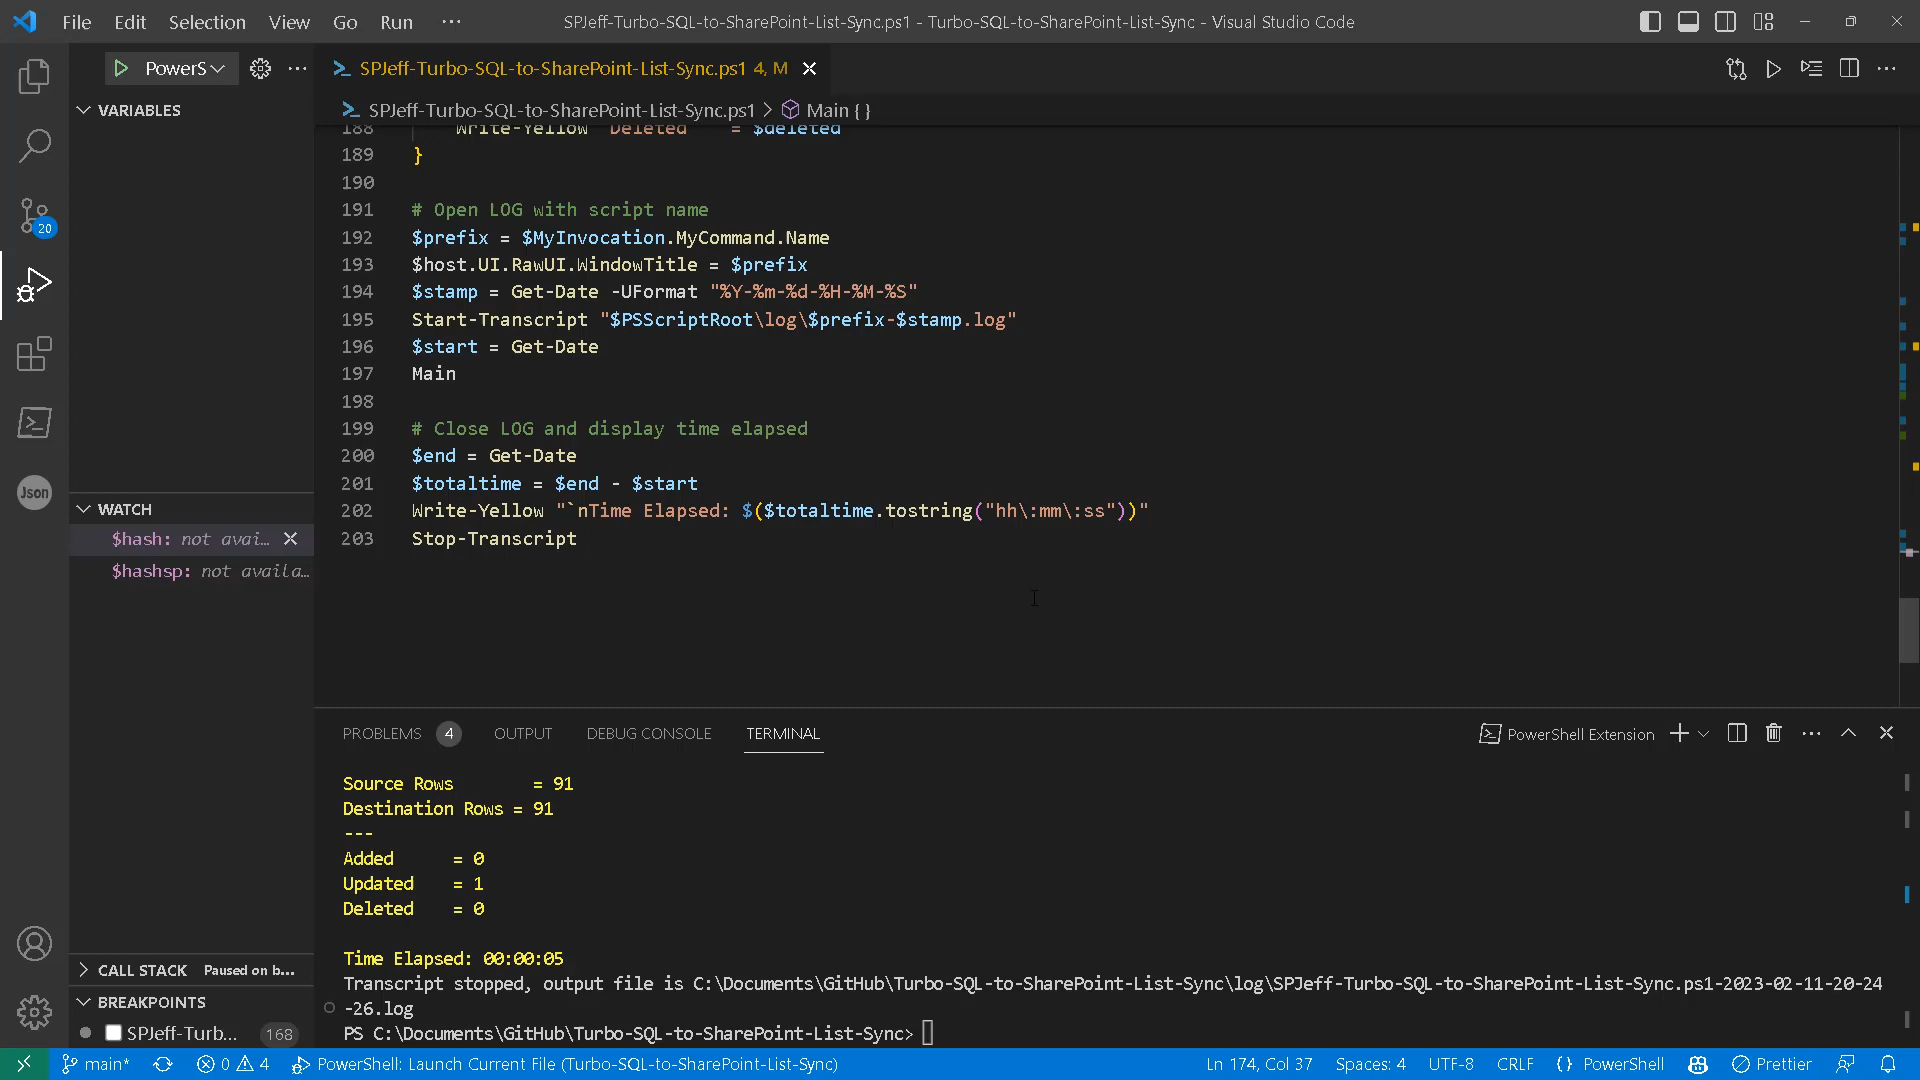 File Edit Selection View Go Run ··· SPJeff-Turbo-SQL-to-SharePoint-List-Sync.ps1 - Turbo-SQL-to-SharePoint-List-Sync - Visual Studio Code
PowerS
SPJeff-Turbo-SQL-to-SharePoint-List-Sync.ps1 4, M
VARIABLES
SPJeff-Turbo-SQL-to-SharePoint-List-Sync.ps1 > Main { }
188 Write-Yellow "Deleted = $deleted
189 }
190
191 # Open LOG with script name
192 $prefix = $MyInvocation.MyCommand.Name
193 $host.UI.RawUI.WindowTitle = $prefix
194 $stamp = Get-Date -UFormat "%Y-%m-%d-%H-%M-%S"
195 Start-Transcript "$PSScriptRoot\log\$prefix-$stamp.log"
196 $start = Get-Date
197 Main
198
199 # Close LOG and display time elapsed
200 $end = Get-Date
201 $totaltime = $end - $start
202 Write-Yellow "`nTime Elapsed: $($totaltime.tostring("hh\:mm\:ss"))"
203 Stop-Transcript
20
Json
WATCH
$hash: not avai…
$hashsp: not availa…
CALL STACK Paused on b…
BREAKPOINTS
SPJeff-Turb… 168
PROBLEMS 4 OUTPUT DEBUG CONSOLE TERMINAL
PowerShell Extension
Source Rows = 91
Destination Rows = 91
---
Added = 0
Updated = 1
Deleted = 0
Time Elapsed: 00:00:05
Transcript stopped, output file is C:\Documents\GitHub\Turbo-SQL-to-SharePoint-List-Sync\log\SPJeff-Turbo-SQL-to-SharePoint-List-Sync.ps1-2023-02-11-20-24
-26.log
PS C:\Documents\GitHub\Turbo-SQL-to-SharePoint-List-Sync>
main* 0 4 PowerShell: Launch Current File (Turbo-SQL-to-SharePoint-List-Sync) Ln 174, Col 37 Spaces: 4 UTF-8 CRLF { } PowerShell Prettier